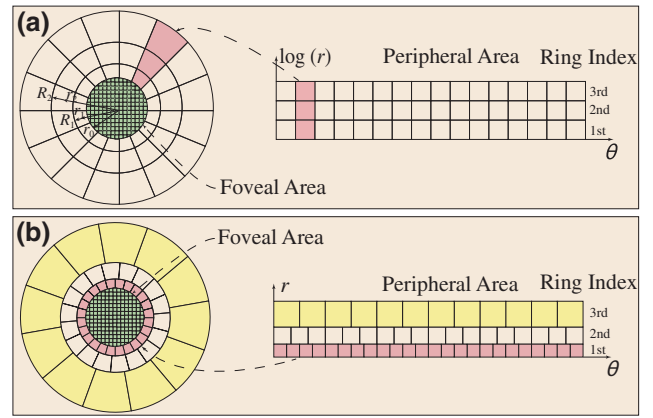 (a)
log (r)
Peripheral Area
Ring Index
3rd
2nd
1st
θ
R₂
r₂
r₁
R₁
r₀
Foveal Area
(b)
Foveal Area
r
Peripheral Area
Ring Index
3rd
2nd
1st
θ